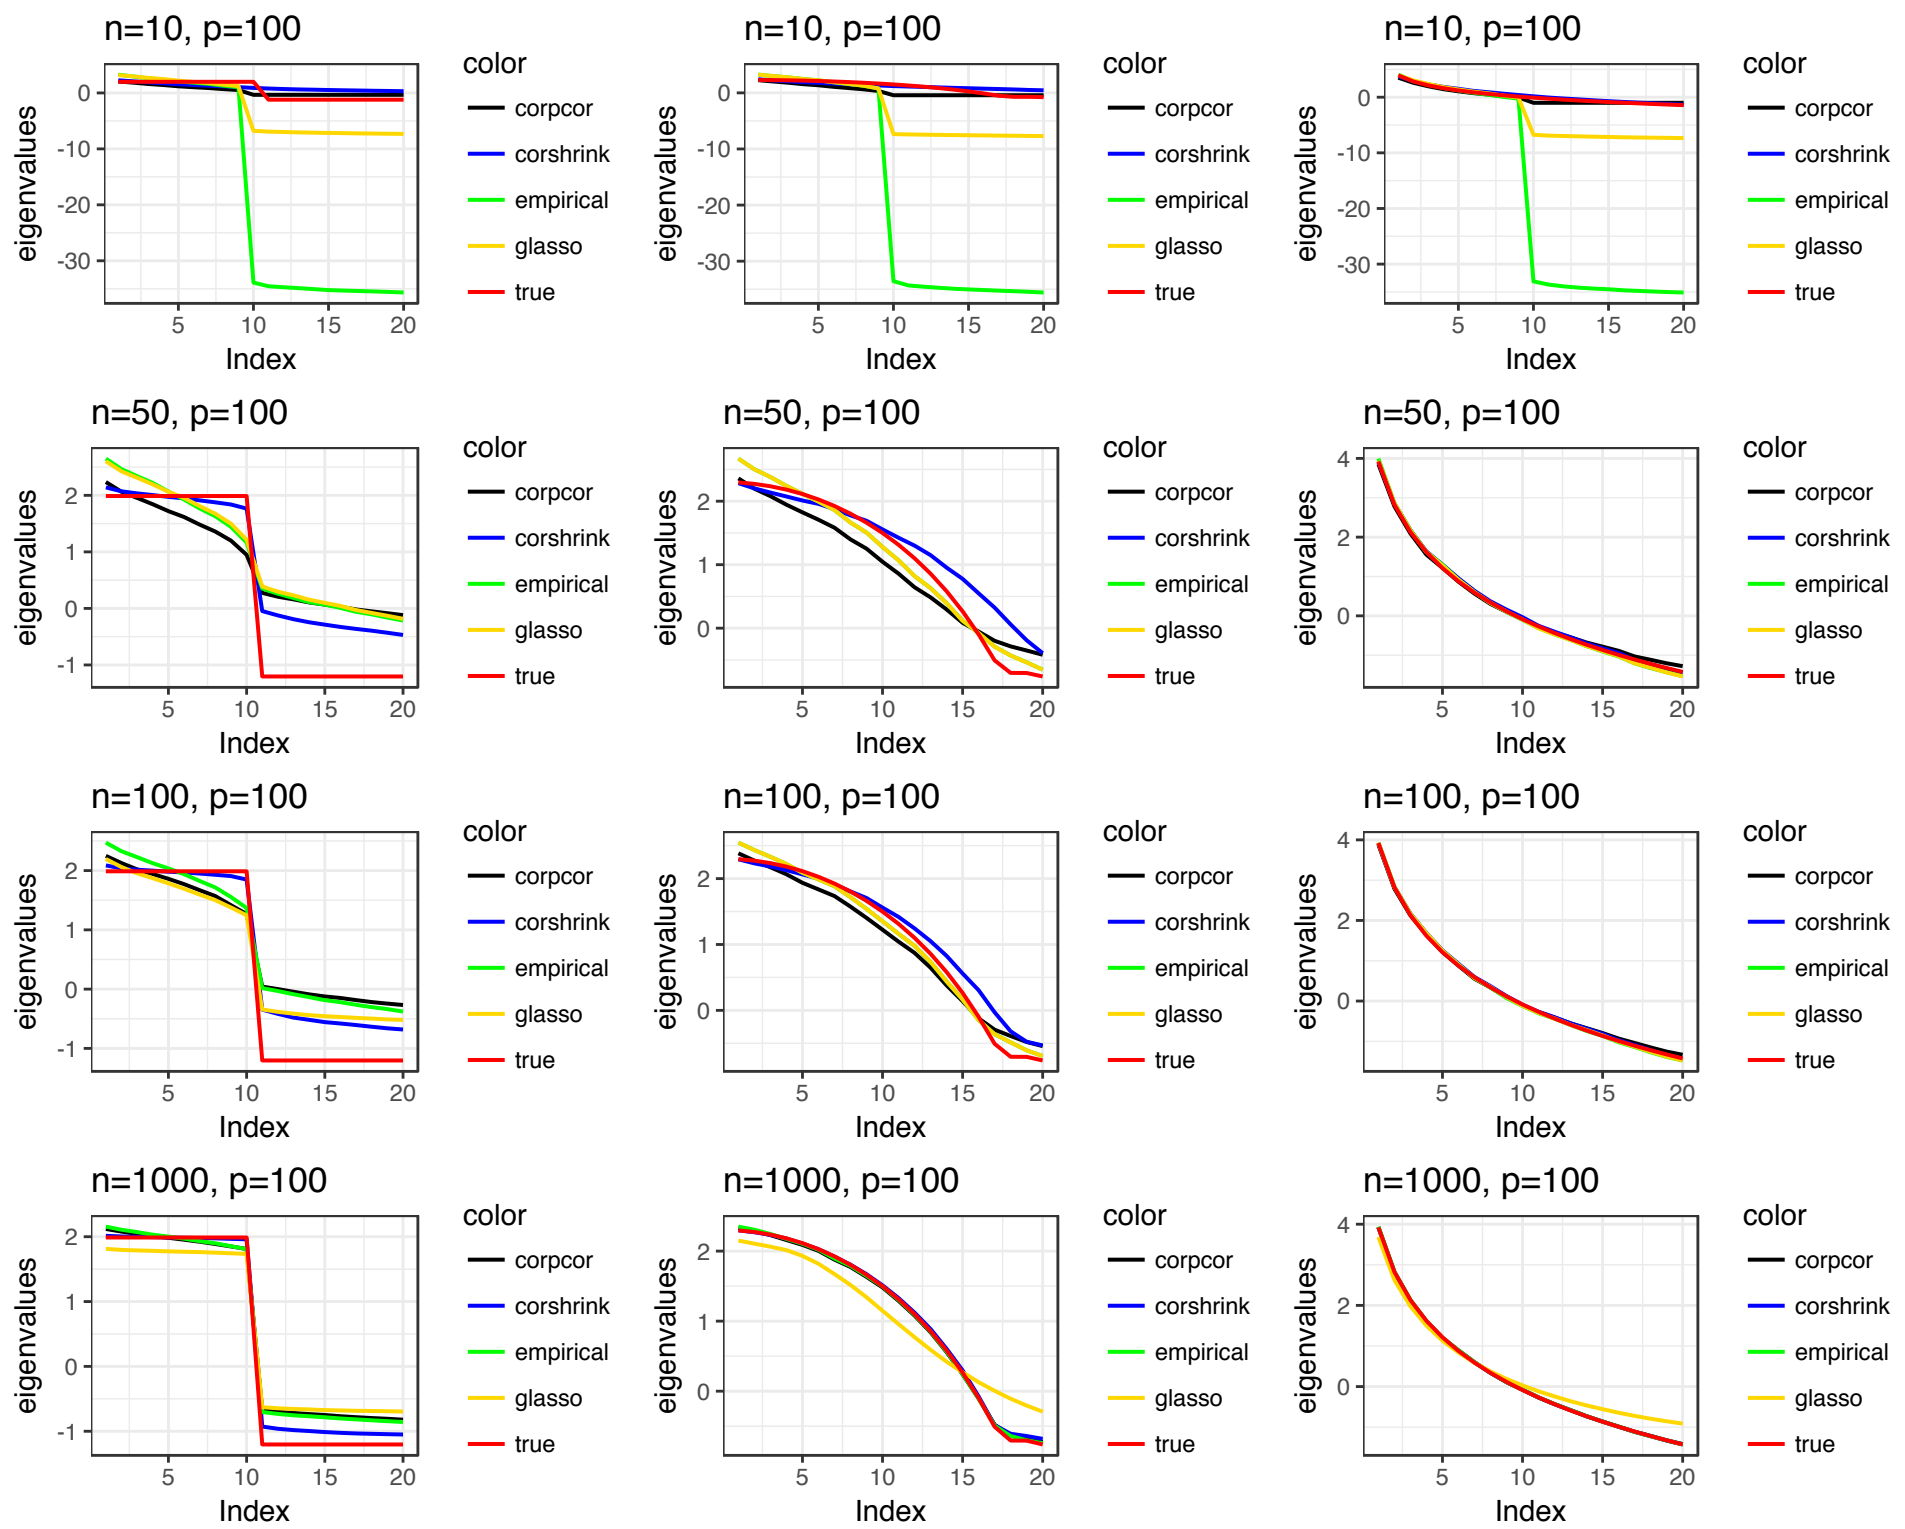 n=10, p=100
eigenvalues
0
-10
-20
-30
5 10 15 20
Index
color
corpcor
corshrink
empirical
glasso
true
n=10, p=100
eigenvalues
0
-10
-20
-30
5 10 15 20
Index
color
corpcor
corshrink
empirical
glasso
true
n=10, p=100
eigenvalues
0
-10
-20
-30
5 10 15 20
Index
color
corpcor
corshrink
empirical
glasso
true
n=50, p=100
eigenvalues
2
1
0
-1
5 10 15 20
Index
color
corpcor
corshrink
empirical
glasso
true
n=50, p=100
eigenvalues
2
1
0
5 10 15 20
Index
color
corpcor
corshrink
empirical
glasso
true
n=50, p=100
eigenvalues
4
2
0
5 10 15 20
Index
color
corpcor
corshrink
empirical
glasso
true
n=100, p=100
eigenvalues
2
1
0
-1
5 10 15 20
Index
color
corpcor
corshrink
empirical
glasso
true
n=100, p=100
eigenvalues
2
1
0
5 10 15 20
Index
color
corpcor
corshrink
empirical
glasso
true
n=100, p=100
eigenvalues
4
2
0
5 10 15 20
Index
color
corpcor
corshrink
empirical
glasso
true
n=1000, p=100
eigenvalues
2
1
0
-1
5 10 15 20
Index
color
corpcor
corshrink
empirical
glasso
true
n=1000, p=100
eigenvalues
2
1
0
5 10 15 20
Index
color
corpcor
corshrink
empirical
glasso
true
n=1000, p=100
eigenvalues
4
2
0
5 10 15 20
Index
color
corpcor
corshrink
empirical
glasso
true